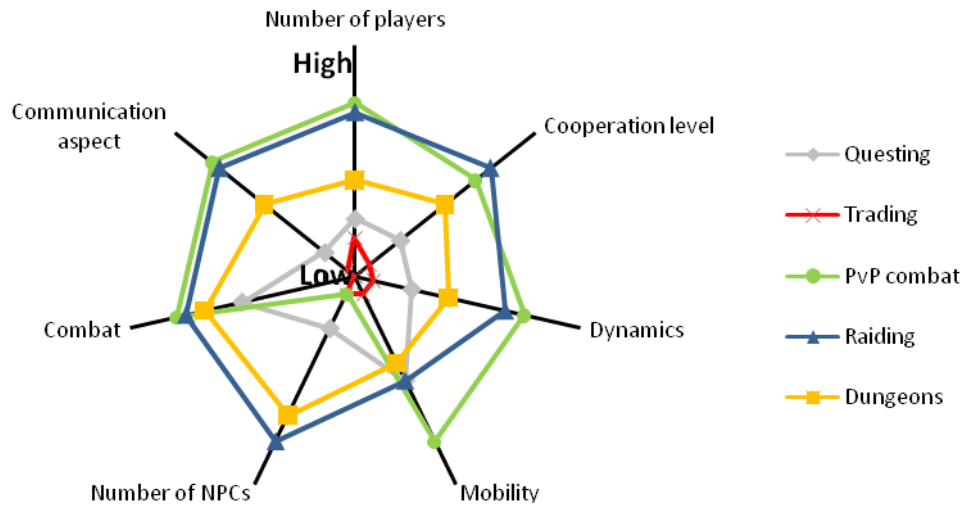 Number of players
High
Communication
aspect
Cooperation level
Questing
Trading
Low
PvP combat
Combat
Dynamics
Raiding
Dungeons
Number of NPCs
Mobility